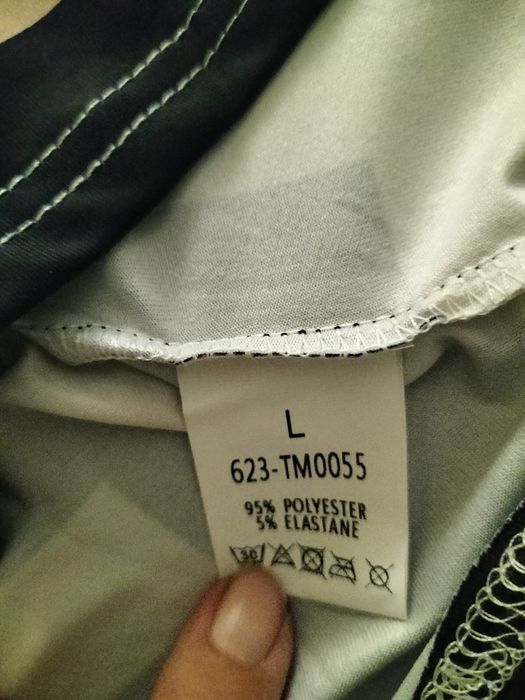 L
623-TM0055
95% POLYESTER
5% ELASTANE
30